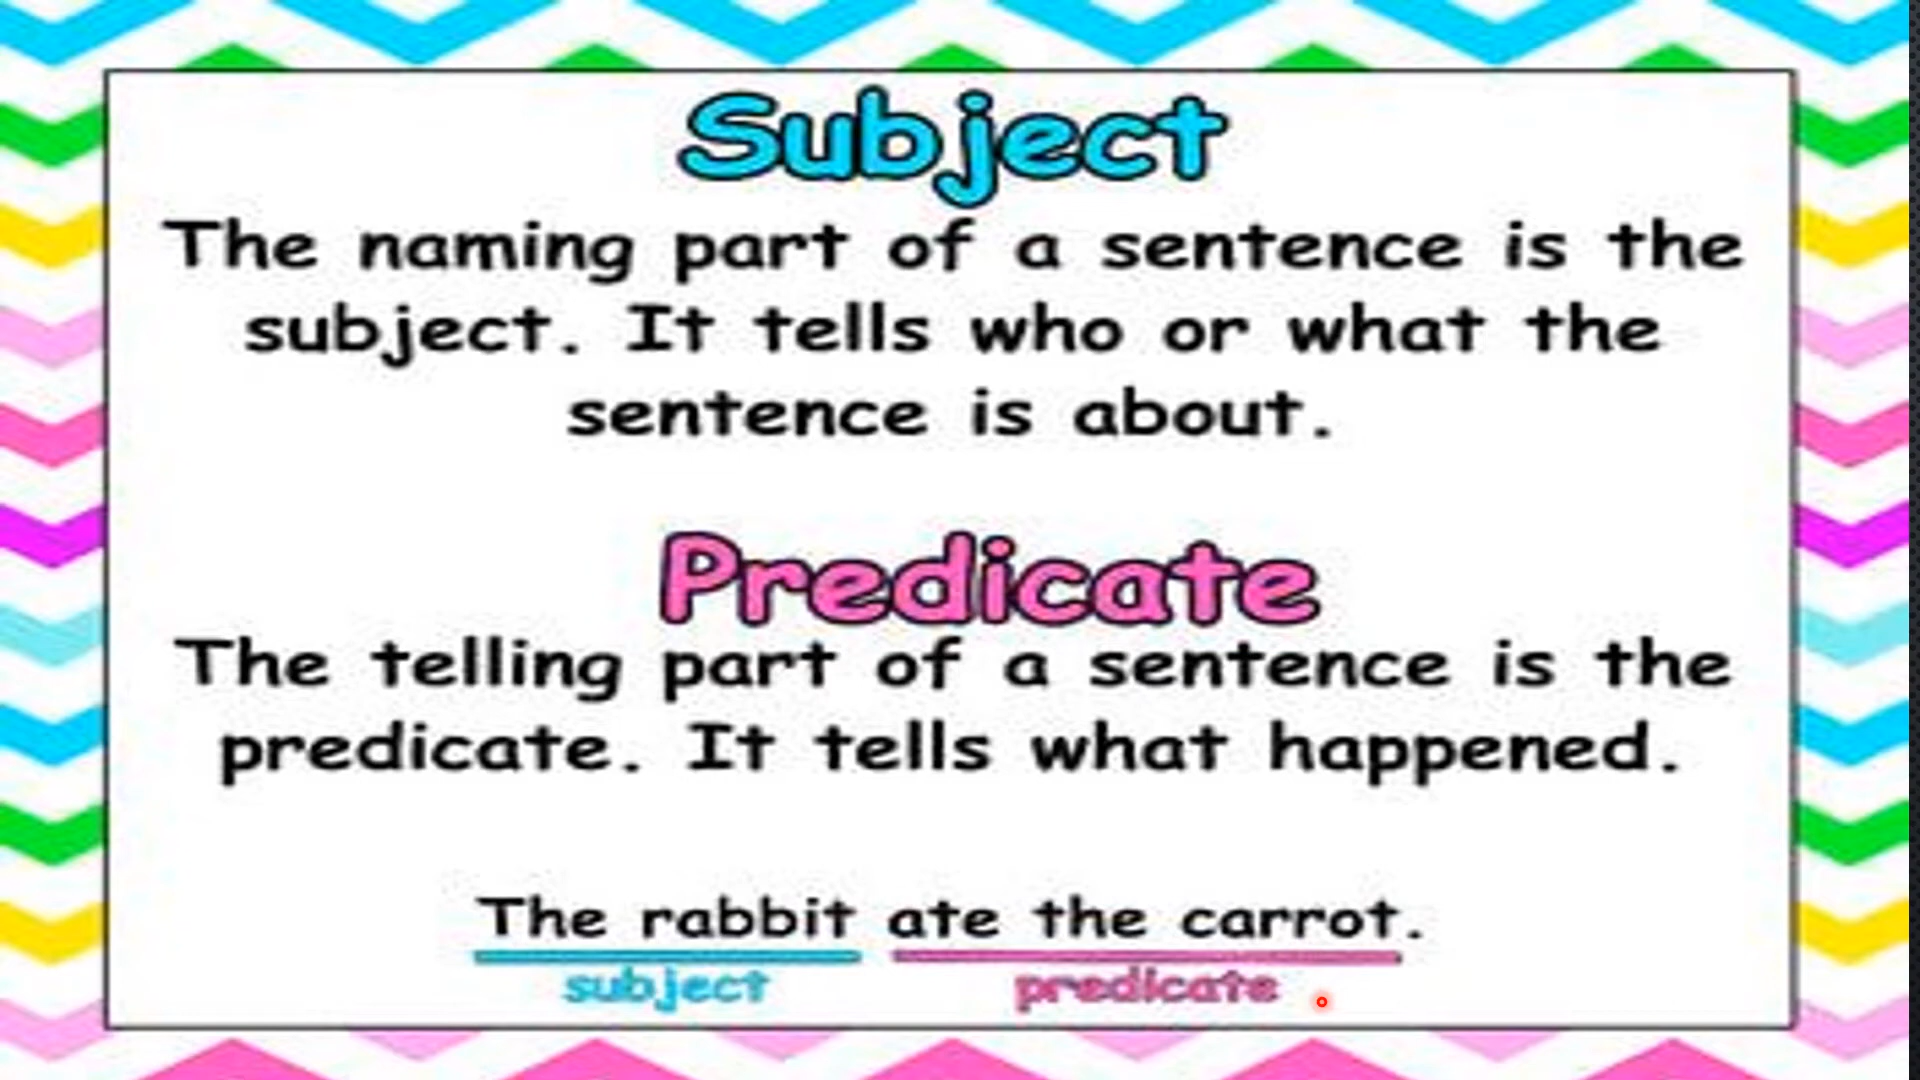 Subject
The naming part of a sentence is the
subject. It tells who or what the
sentence is about.
Predicate
The telling part of a sentence is the
predicate. It tells what happened.
The rabbit ate the carrot.
subject predicate